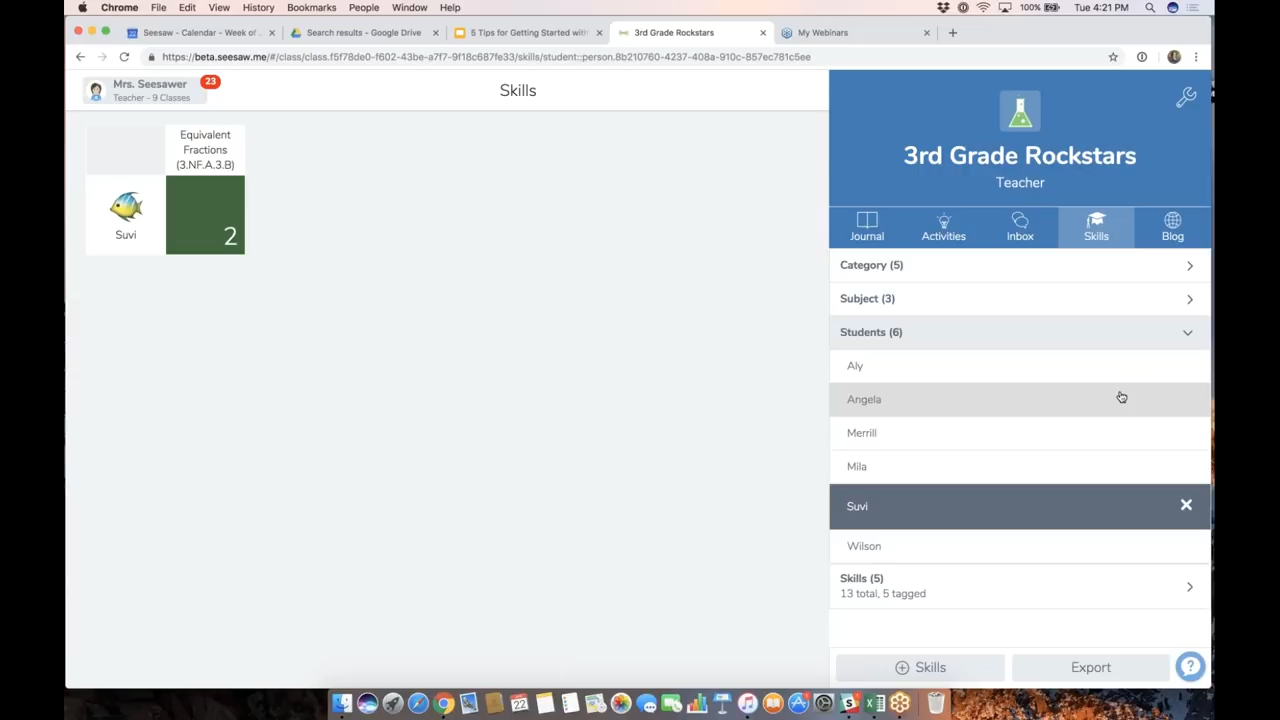 Chrome File Edit View History Bookmarks People Window Help 100% Tue 4:21 PM
Seesaw - Calendar - Week of Search results - Google Drive 5 Tips for Getting Started with 3rd Grade Rockstars My Webinars
https://beta.seesaw.me/#/class/class.f5f78de0-f602-43be-a7f7-9f18c687fe33/skills/student::person.8b210760-4237-408a-910c-857ec781c5ee
Mrs. Seesawer 23
Teacher - 9 Classes
Skills
Equivalent
Fractions
(3.NF.A.3.B)
Suvi
2
3rd Grade Rockstars
Teacher
Journal Activities Inbox Skills Blog
Category (5)
Subject (3)
Students (6)
Aly
Angela
Merrill
Mila
Suvi
Wilson
Skills (5)
13 total, 5 tagged
Skills Export ?
22